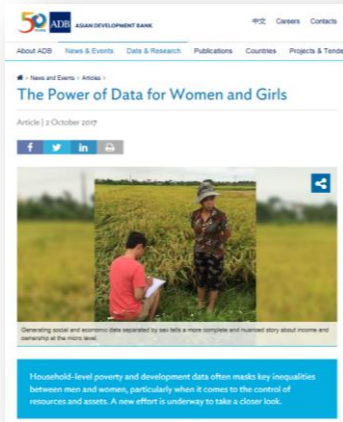 50 ADB ASIAN DEVELOPMENT BANK 中文 Careers Contacts
About ADB News & Events Data & Research Publications Countries Projects & Tende
> News and Events > Articles >
The Power of Data for Women and Girls
Article | 2 October 2017
Generating social and economic data separated by sex tells a more complete and nuanced story about income and
ownership at the micro level.
Household-level poverty and development data often masks key inequalities
between men and women, particularly when it comes to the control of
resources and assets. A new effort is underway to take a closer look.